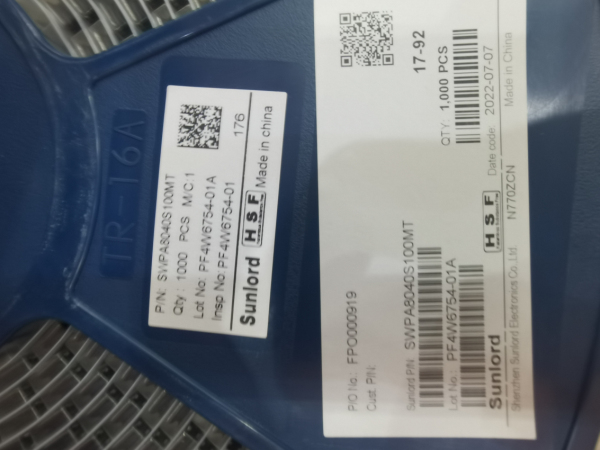 TR-16A
P/N: SWPA8040S100MT
Qty : 1000 PCS M/C:1
Lot No: PF4W6754-01A
Insp No: PF4W6754-01
176
Sunlord HSF Made in china
17-92
P/O No.: FPO000919
Cust. P/N:
QTY: 1,000 PCS
Sunlord P/N: SWPA8040S100MT
Lot No.: PF4W6754-01A
Date code: 2022-07-07
Sunlord HSF
Shenzhen Sunlord Electronics Co., Ltd. N770ZCN Made in China